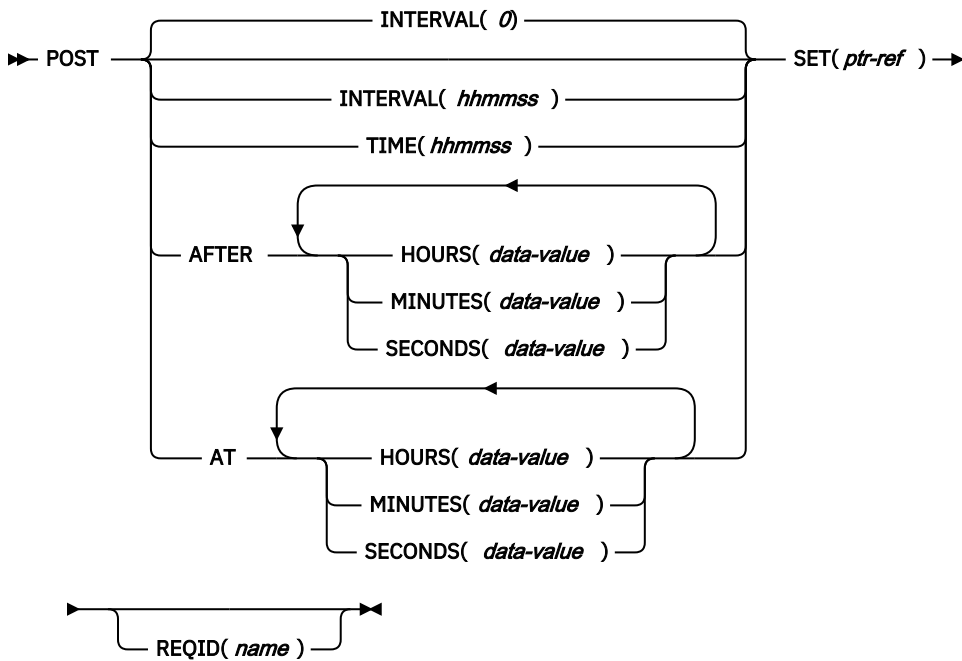 INTERVAL( 0)
POST SET( ptr-ref )
INTERVAL( hhmmss )
TIME( hhmmss )
AFTER HOURS( data-value )
MINUTES( data-value )
SECONDS( data-value )
AT HOURS( data-value )
MINUTES( data-value )
SECONDS( data-value )
REQID( name )